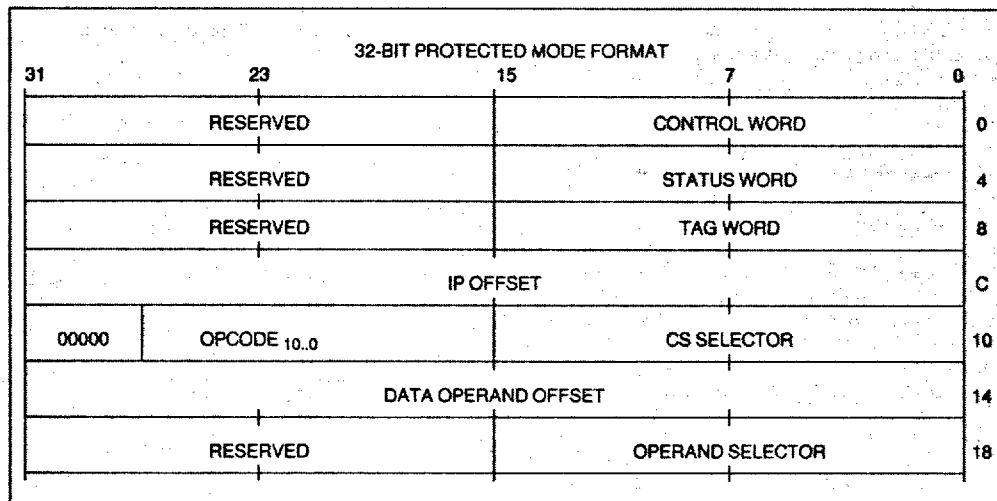 32-BIT PROTECTED MODE FORMAT
31 23 15 7 0
RESERVED CONTROL WORD 0
RESERVED STATUS WORD 4
RESERVED TAG WORD 8
IP OFFSET C
00000 OPCODE 10..0 CS SELECTOR 10
DATA OPERAND OFFSET 14
RESERVED OPERAND SELECTOR 18